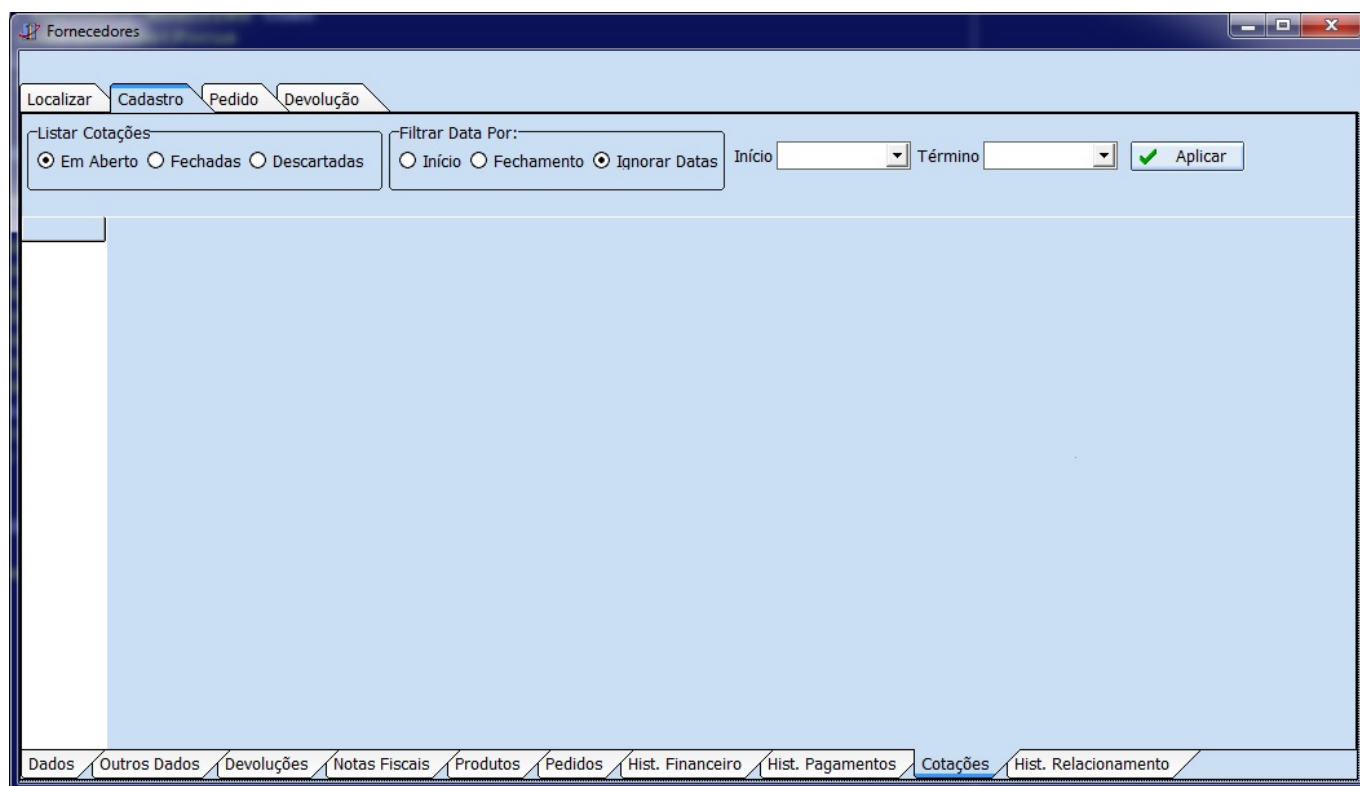 Fornecedores
Localizar Cadastro Pedido Devolução
Listar Cotações Filtrar Data Por:
Em Aberto Fechadas Descartadas Início Fechamento Ignorar Datas Início Término Aplicar
Dados Outros Dados Devoluções Notas Fiscais Produtos Pedidos Hist. Financeiro Hist. Pagamentos Cotações Hist. Relacionamento